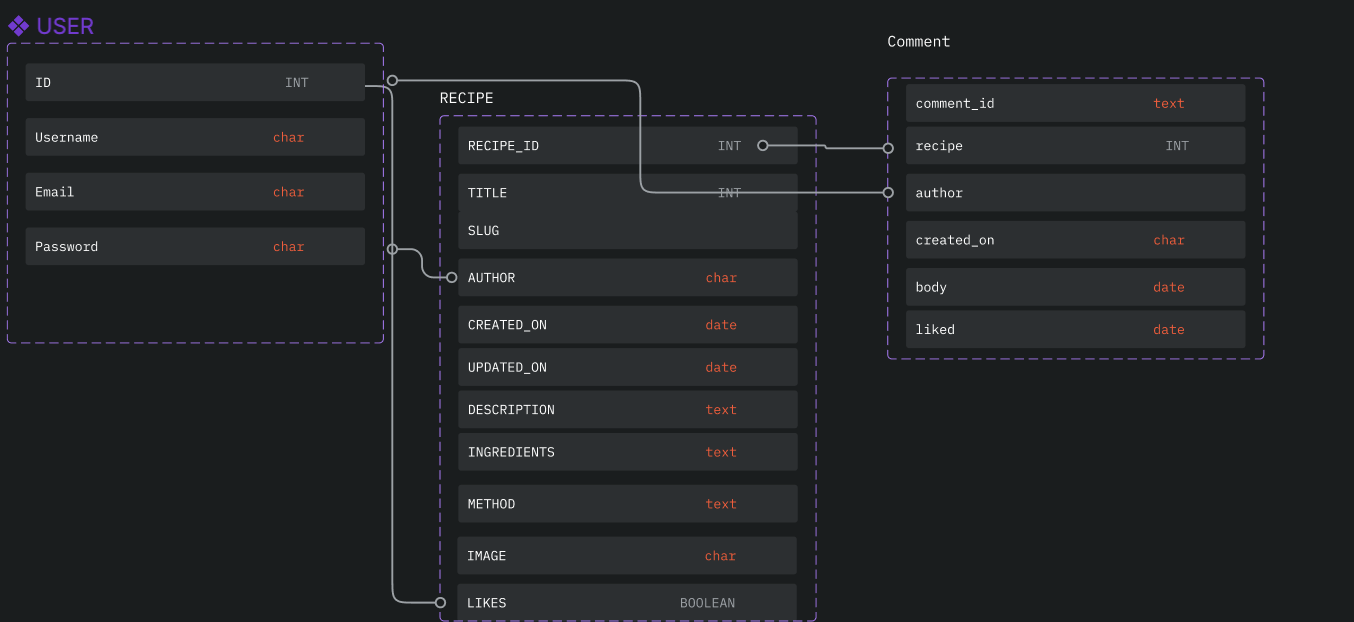 USER
ID INT
Username char
Email char
Password char
RECIPE
RECIPE_ID INT
TITLE INT
SLUG
AUTHOR char
CREATED_ON date
UPDATED_ON date
DESCRIPTION text
INGREDIENTS text
METHOD text
IMAGE char
LIKES BOOLEAN
Comment
comment_id text
recipe INT
author
created_on char
body date
liked date